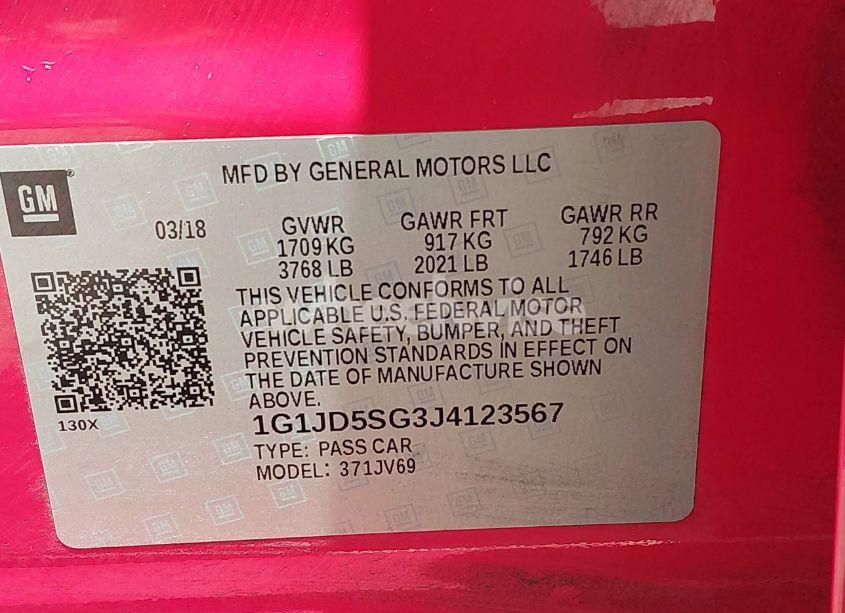 MFD BY GENERAL MOTORS LLC
GM
03/18
GVWR GAWR FRT GAWR RR
1709 KG 917 KG 792 KG
3768 LB 2021 LB 1746 LB
THIS VEHICLE CONFORMS TO ALL
APPLICABLE U.S. FEDERAL MOTOR
VEHICLE SAFETY, BUMPER, AND THEFT
PREVENTION STANDARDS IN EFFECT ON
THE DATE OF MANUFACTURE SHOWN
ABOVE.
130X
1G1JD5SG3J4123567
TYPE: PASS CAR
MODEL: 371JV69